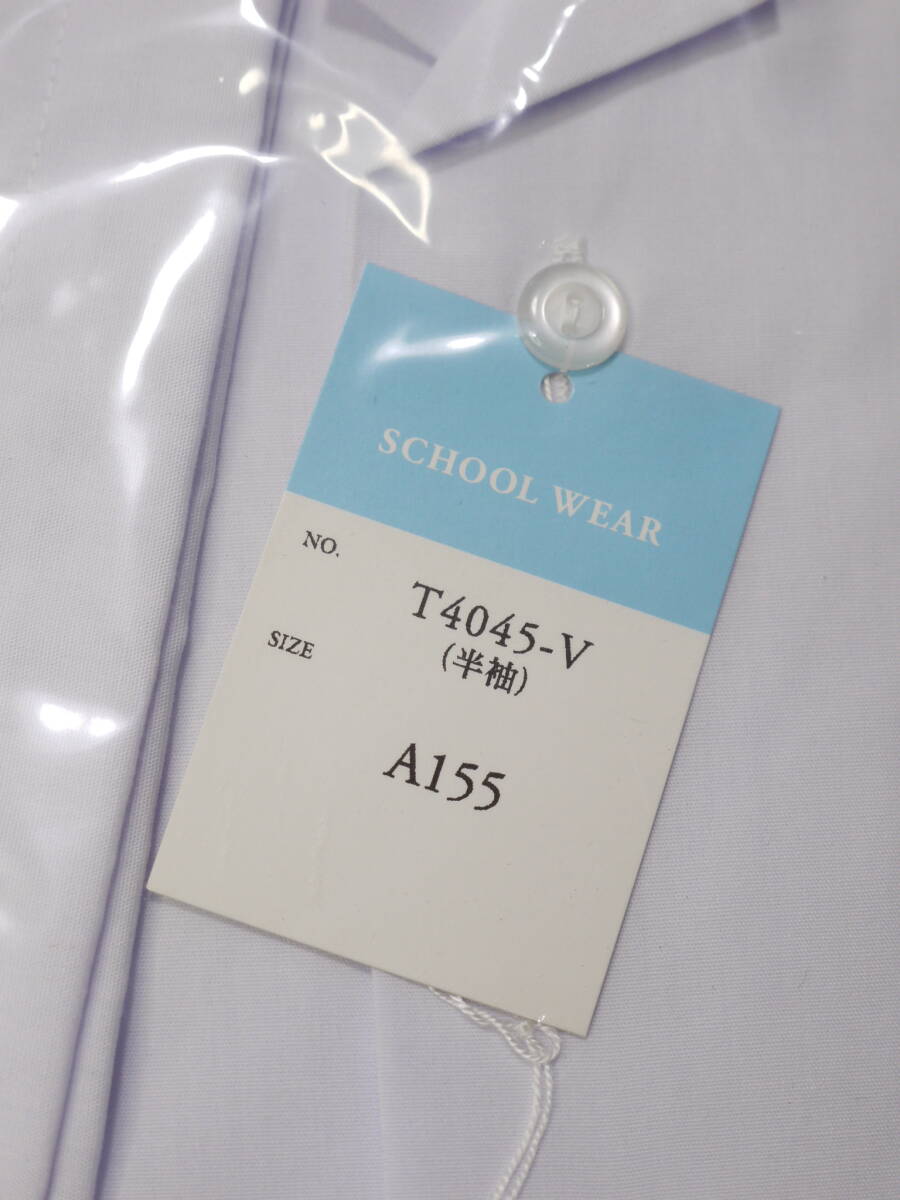 SCHOOL WEAR
NO.
T4045-V
(半袖)
SIZE
A155